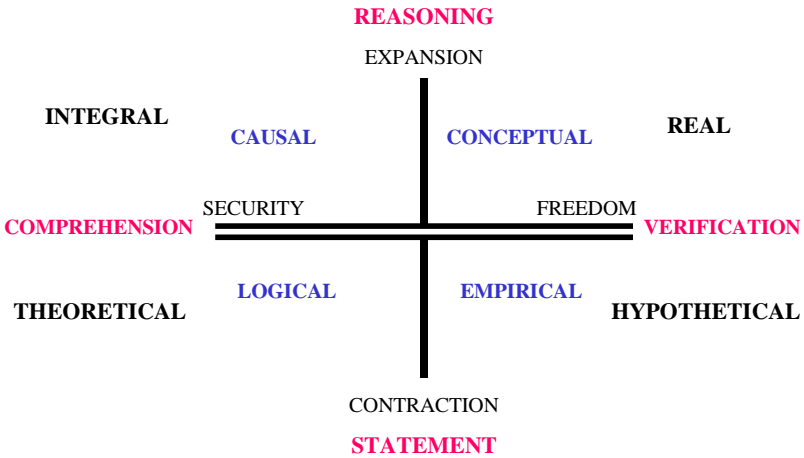 REASONING
EXPANSION
INTEGRAL
CAUSAL
CONCEPTUAL
REAL
SECURITY
FREEDOM
COMPREHENSION
VERIFICATION
LOGICAL
EMPIRICAL
THEORETICAL
HYPOTHETICAL
CONTRACTION
STATEMENT